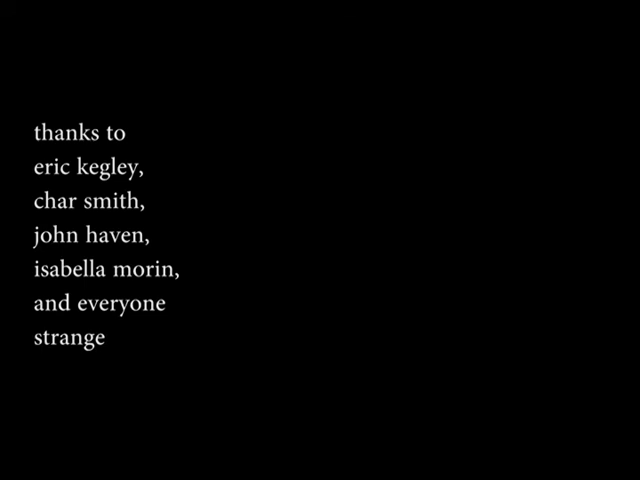 thanks to
eric kegley,
char smith,
john haven,
isabella morin,
and everyone
strange